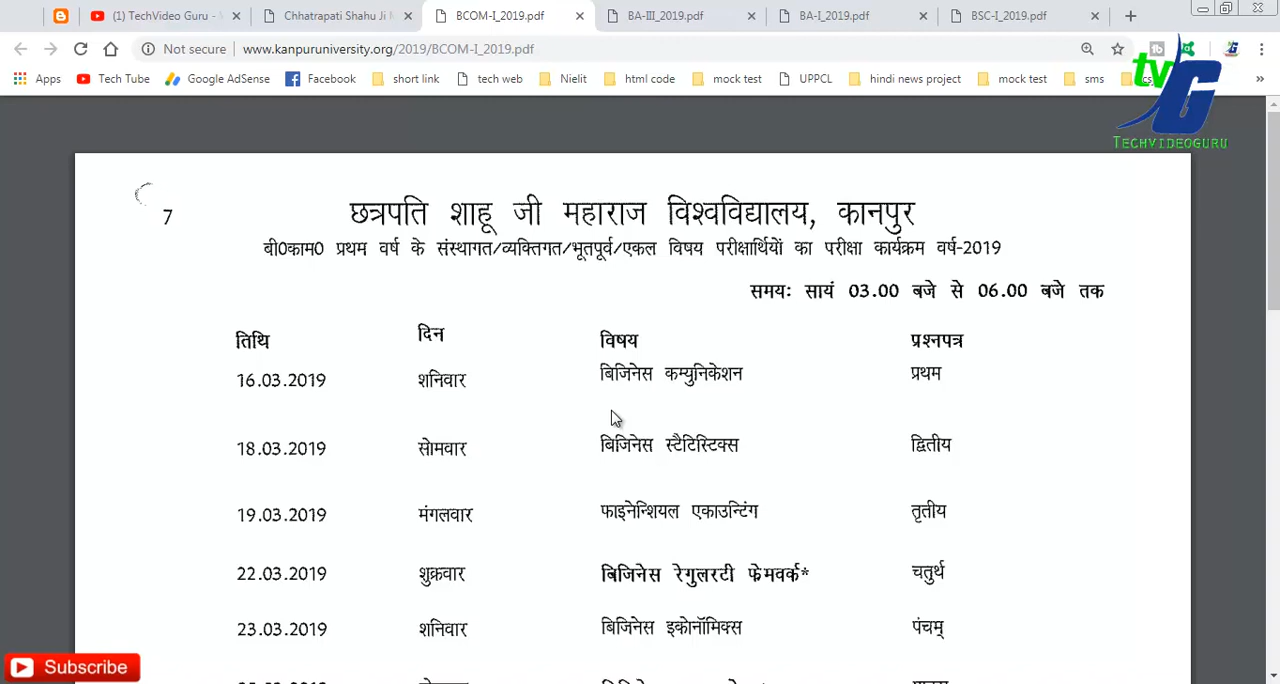 (1) TechVideo Guru -
Chhatrapati Shahu Ji
BCOM-I_2019.pdf
BA-III_2019.pdf
BA-I_2019.pdf
BSC-I_2019.pdf
Not secure
www.kanpuruniversity.org/2019/BCOM-I_2019.pdf
Apps Tech Tube Google AdSense Facebook short link tech web Nielit html code mock test UPPCL hindi news project mock test sms
tvG
TECHVIDEOGURU
7
छत्रपति शाहू जी महाराज विश्वविद्यालय, कानपुर
बी0काम0 प्रथम वर्ष के संस्थागत/व्यक्तिगत/भूतपूर्व/एकल विषय परीक्षार्थियों का परीक्षा कार्यक्रम वर्ष-2019
समयः सायं 03.00 बजे से 06.00 बजे तक
तिथि दिन विषय प्रश्नपत्र
16.03.2019 शनिवार बिजिनेस कम्युनिकेशन प्रथम
18.03.2019 सोमवार बिजिनेस स्टैटिस्टिक्स द्वितीय
19.03.2019 मंगलवार फाइनेन्शियल एकाउन्टिंग तृतीय
22.03.2019 शुक्रवार बिजिनेस रेगुलरटी फेमवर्क* चतुर्थ
23.03.2019 शनिवार बिजिनेस इकोनॉमिक्स पंचम्
Subscribe